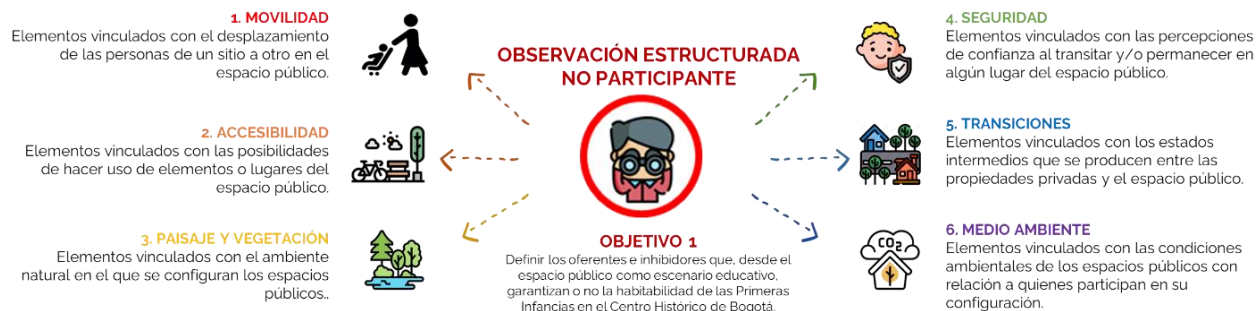 1. MOVILIDAD
Elementos vinculados con el desplazamiento
de las personas de un sitio a otro en el
espacio público.
2. ACCESIBILIDAD
Elementos vinculados con las posibilidades
de hacer uso de elementos o lugares del
espacio público.
3. PAISAJE Y VEGETACIÓN
Elementos vinculados con el ambiente
natural en el que se configuran los espacios
públicos..
OBSERVACIÓN ESTRUCTURADA
NO PARTICIPANTE
OBJETIVO 1
Definir los oferentes e inhibidores que, desde el
espacio público como escenario educativo,
garantizan o no la habitabilidad de las Primeras
Infancias en el Centro Histórico de Bogotá.
4. SEGURIDAD
Elementos vinculados con las percepciones
de confianza al transitar y/o permanecer en
algún lugar del espacio público.
5. TRANSICIONES
Elementos vinculados con los estados
intermedios que se producen entre las
propiedades privadas y el espacio público.
CO2
6. MEDIO AMBIENTE
Elementos vinculados con las condiciones
ambientales de los espacios públicos con
relación a quienes participan en su
configuración.